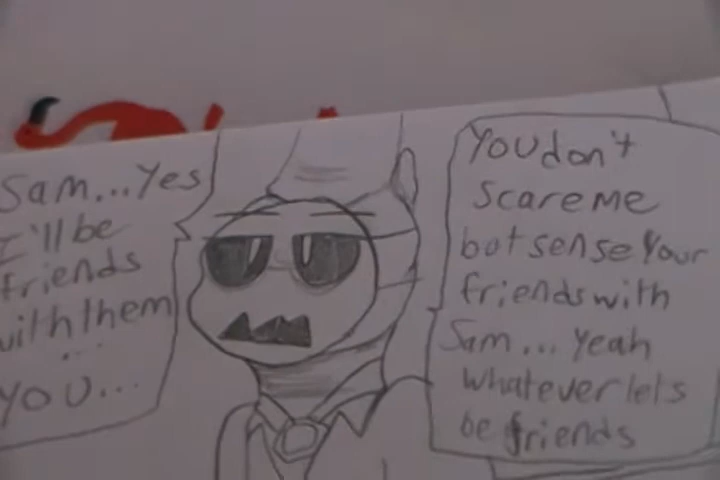 Sam...Yes
I'll be
friends
with them
...
YOU...
You don't
scare me
but sense Your
friends with
Sam... Yeah
whatever lets
be friends